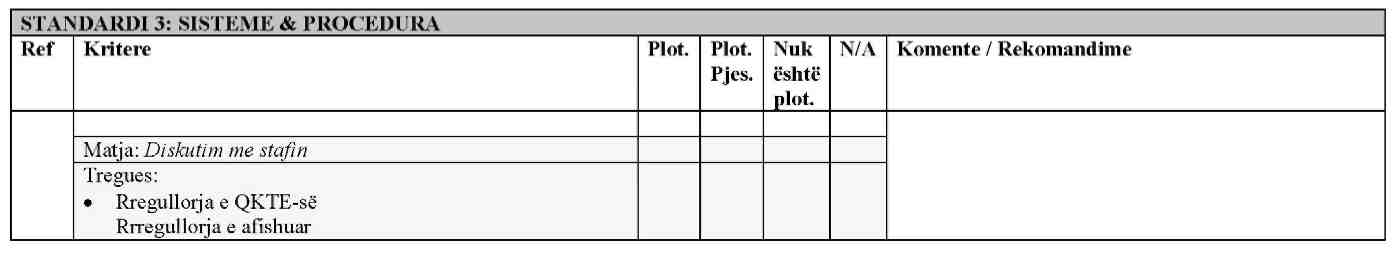 STANDARDI 3: SISTEME & PROCEDURA
Ref Kritere Plot. Plot. Pjes. Nuk është plot. N/A Komente / Rekomandime
Matja: Diskutim me stafin
Tregues:
• Rregullorja e QKTE-së
Rrregullorja e afishuar